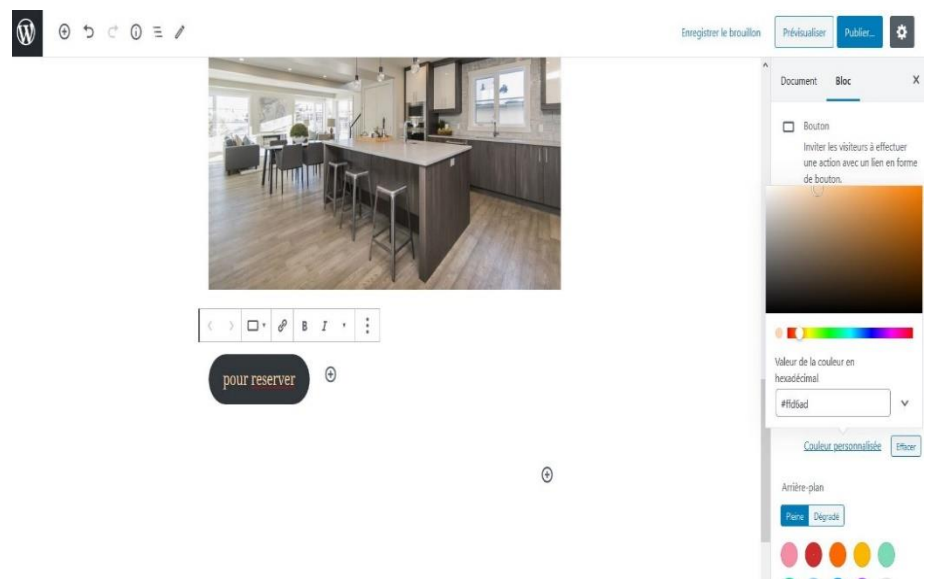 Enregistrer le brouillon
Prévisualiser
Publier...
Document
Bloc
X
Bouton
Inviter les visiteurs à effectuer
une action avec un lien en forme
de bouton.
B
I
pour reserver
Valeur de la couleur en
hexadécimal
#ffd6ad
Couleur personnalisée
Effacer
Arrière-plan
Pleine
Dégradé